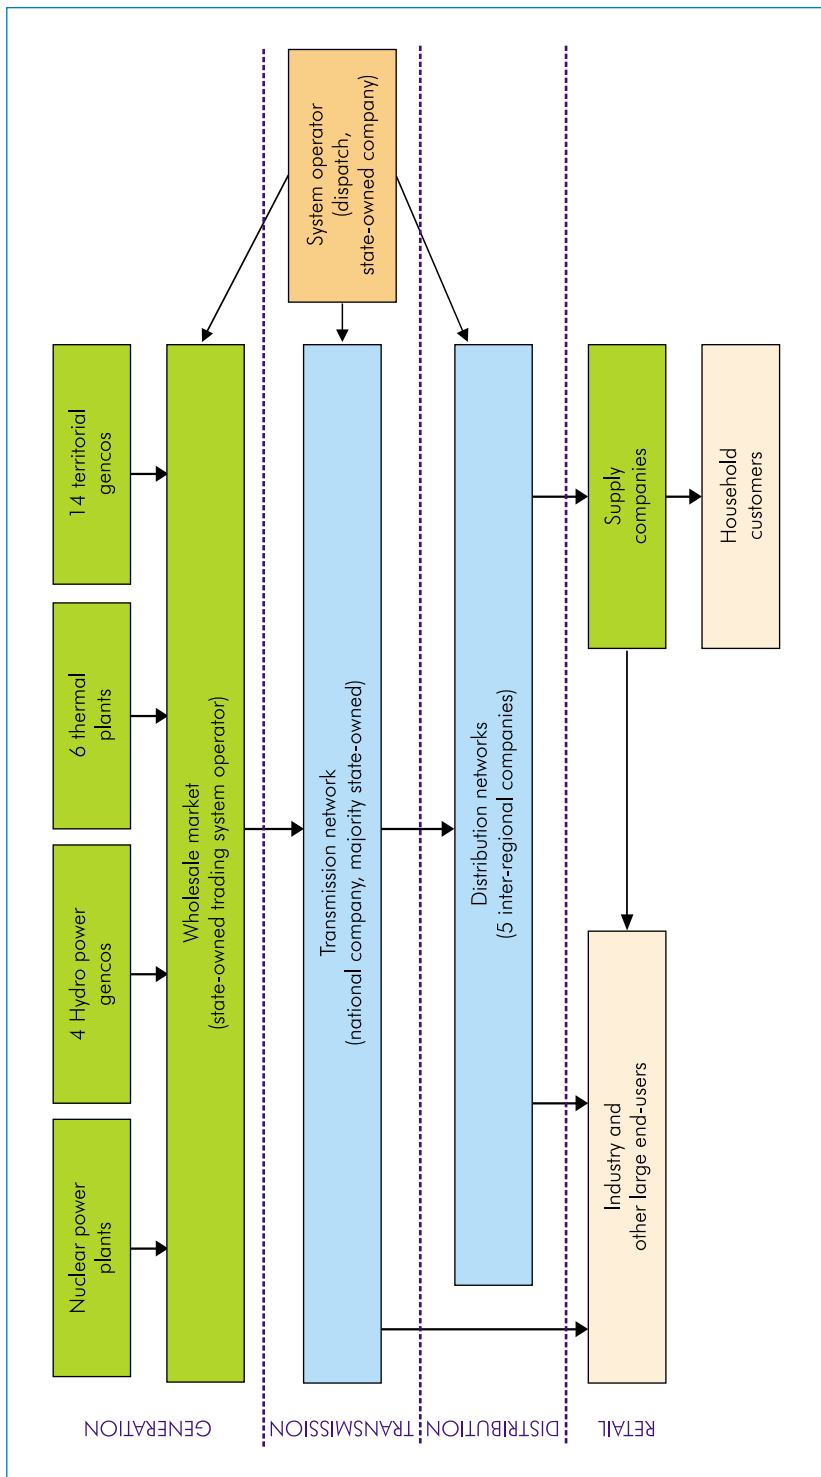 GENERATION
Nuclear power
plants
4 Hydro power
gencos
6 thermal
plants
14 territorial
gencos
Wholesale market
(state-owned trading system operator)
TRANSMISSION
Transmission network
(national company, majority state-owned)
System operator
(dispatch,
state-owned company)
DISTRIBUTION
Distribution networks
(5 inter-regional companies)
RETAIL
Industry and
other large end-users
Supply
companies
Household
customers